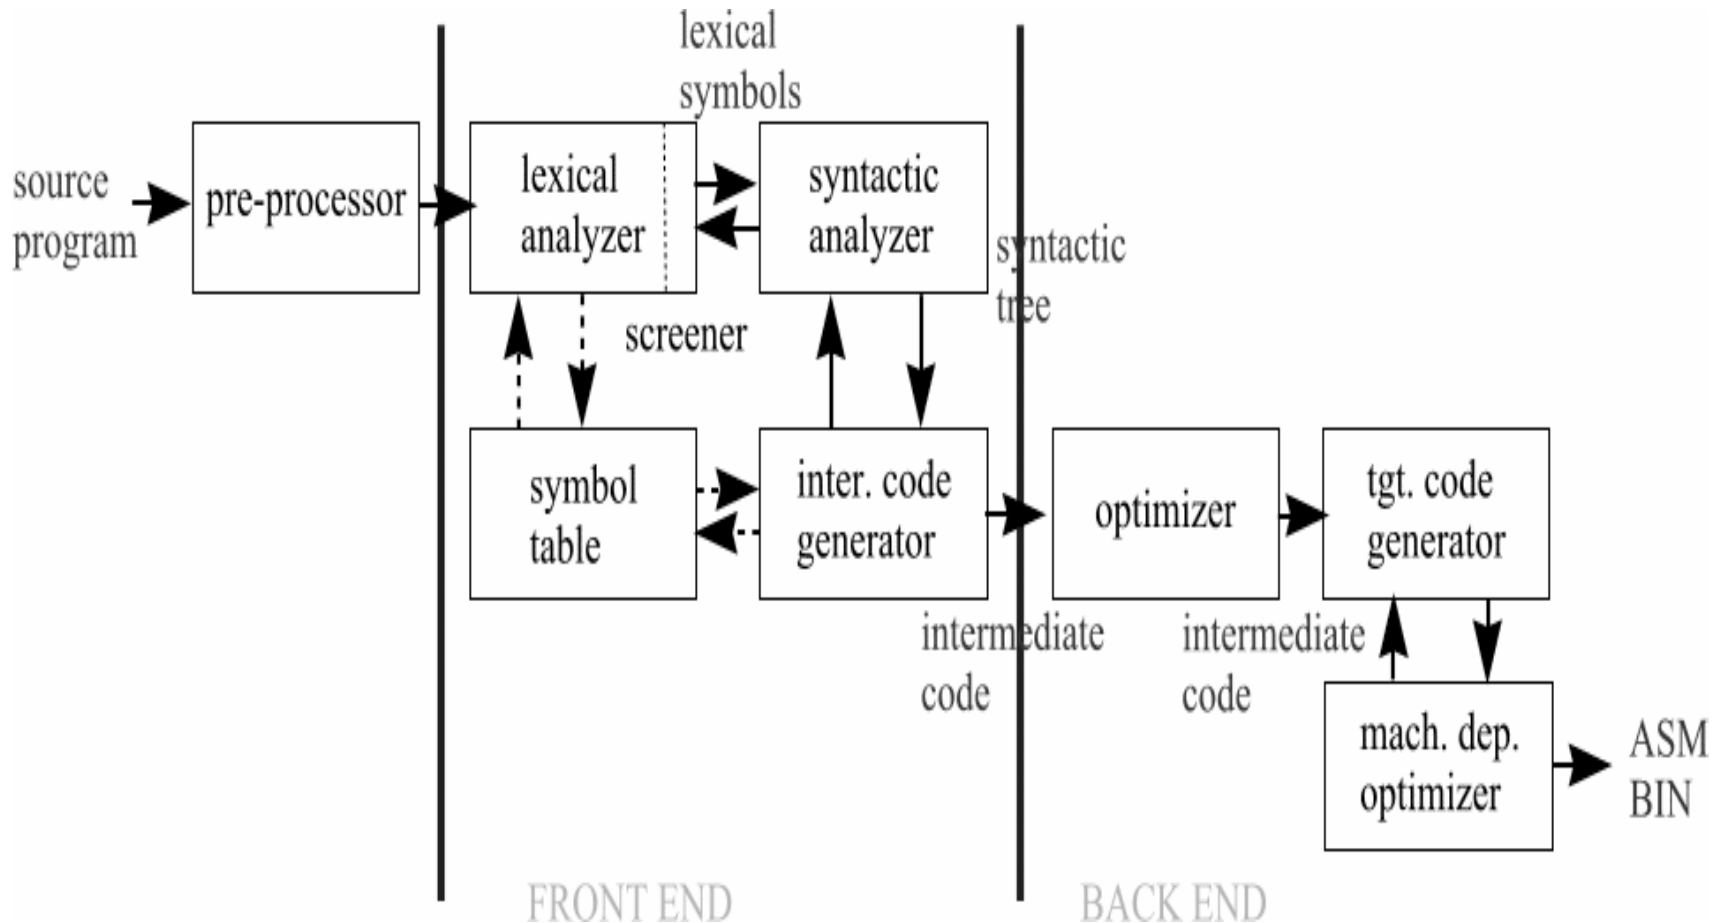 lexical
symbols
source
program
pre-processor
lexical
analyzer
syntactic
analyzer
syntactic
tree
screener
symbol
table
inter. code
generator
optimizer
tgt. code
generator
intermediate
code
intermediate
code
mach. dep.
optimizer
ASM
BIN
FRONT END
BACK END